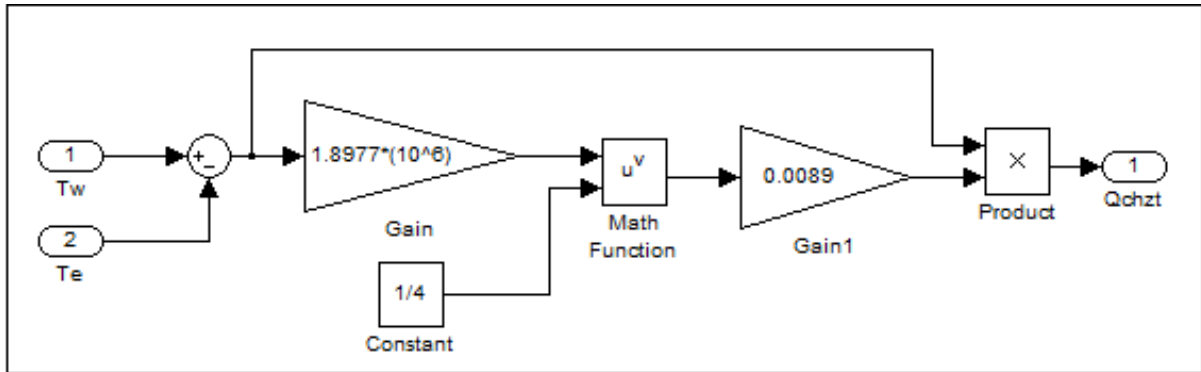 1
Tw
2
Te
+
-
1.8977*(10^6)
Gain
1/4
Constant
u^v
Math
Function
0.0089
Gain1
×
Product
1
Qchzt